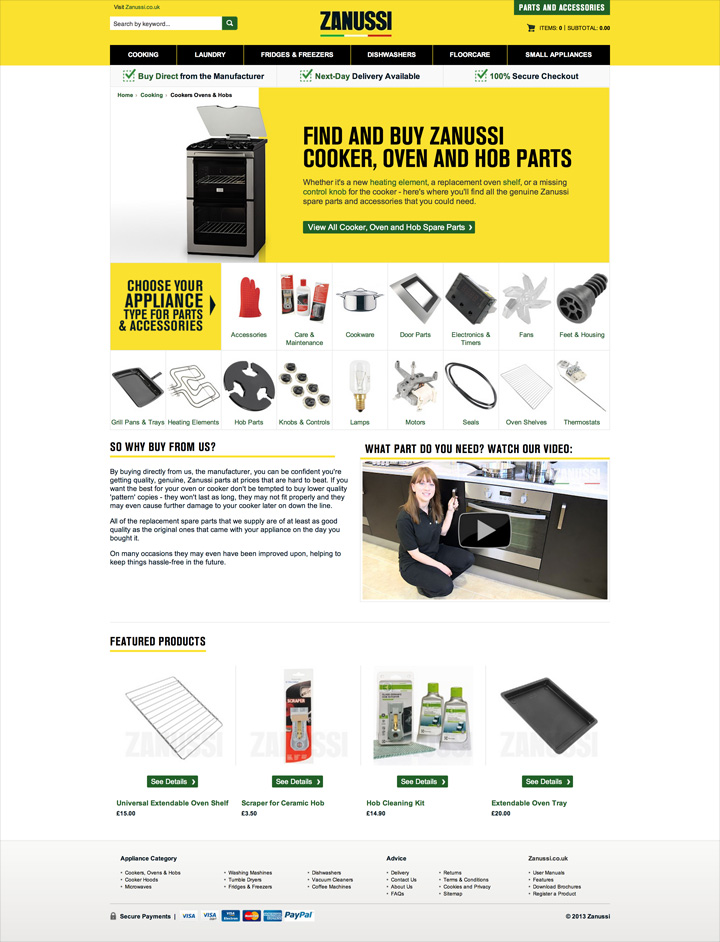 Visit Zanussi.co.uk
PARTS AND ACCESSORIES
Search by keyword...
ZANUSSI
ITEMS: 0 | SUBTOTAL: 0.00
COOKING LAUNDRY FRIDGES & FREEZERS DISHWASHERS FLOORCARE SMALL APPLIANCES
Buy Direct from the Manufacturer Next-Day Delivery Available 100% Secure Checkout
Home › Cooking › Cookers Ovens & Hobs
FIND AND BUY ZANUSSI
COOKER, OVEN AND HOB PARTS
Whether it's a new heating element, a replacement oven shelf, or a missing
control knob for the cooker - here's where you'll find all the genuine Zanussi
spare parts and accessories that you could need.
View All Cooker, Oven and Hob Spare Parts ›
CHOOSE YOUR
APPLIANCE
TYPE FOR PARTS
& ACCESSORIES
Accessories
Care &
Maintenance
Cookware
Door Parts
Electronics &
Timers
Fans
Feet & Housing
Grill Pans & Trays
Heating Elements
Hob Parts
Knobs & Controls
Lamps
Motors
Seals
Oven Shelves
Thermostats
SO WHY BUY FROM US?
By buying directly from us, the manufacturer, you can be confident you're
getting quality, genuine, Zanussi parts at prices that are hard to beat. If you
want the best for your oven or cooker don't be tempted to buy lower quality
'pattern' copies - they won't last as long, they may not fit properly and they
may even cause further damage to your cooker later on down the line.
All of the replacement spare parts that we supply are of at least as good
quality as the original ones that came with your appliance on the day you
bought it.
On many occasions they may even have been improved upon, helping to
keep things hassle-free in the future.
WHAT PART DO YOU NEED? WATCH OUR VIDEO:
ZANUSSI
FEATURED PRODUCTS
ZANUSSI
SCRAPER
ZANUSSI
ZANUSSI
ZANUSSI
See Details ›
See Details ›
See Details ›
See Details ›
Universal Extendable Oven Shelf
£15.00
Scraper for Ceramic Hob
£3.50
Hob Cleaning Kit
£14.90
Extendable Oven Tray
£20.00
Appliance Category
• Cookers, Ovens & Hobs
• Cooker Hoods
• Microwaves
• Washing Mashines
• Tumble Dryers
• Fridges & Freezers
• Dishwashers
• Vacuum Cleaners
• Coffee Machines
Advice
• Delivery
• Contact Us
• About Us
• FAQs
• Returns
• Terms & Conditions
• Cookies and Privacy
• Sitemap
Zanussi.co.uk
• User Manuals
• Features
• Download Brochures
• Register a Product
Secure Payments | VISA VISA VISA Electron MasterCard PayPal
© 2013 Zanussi